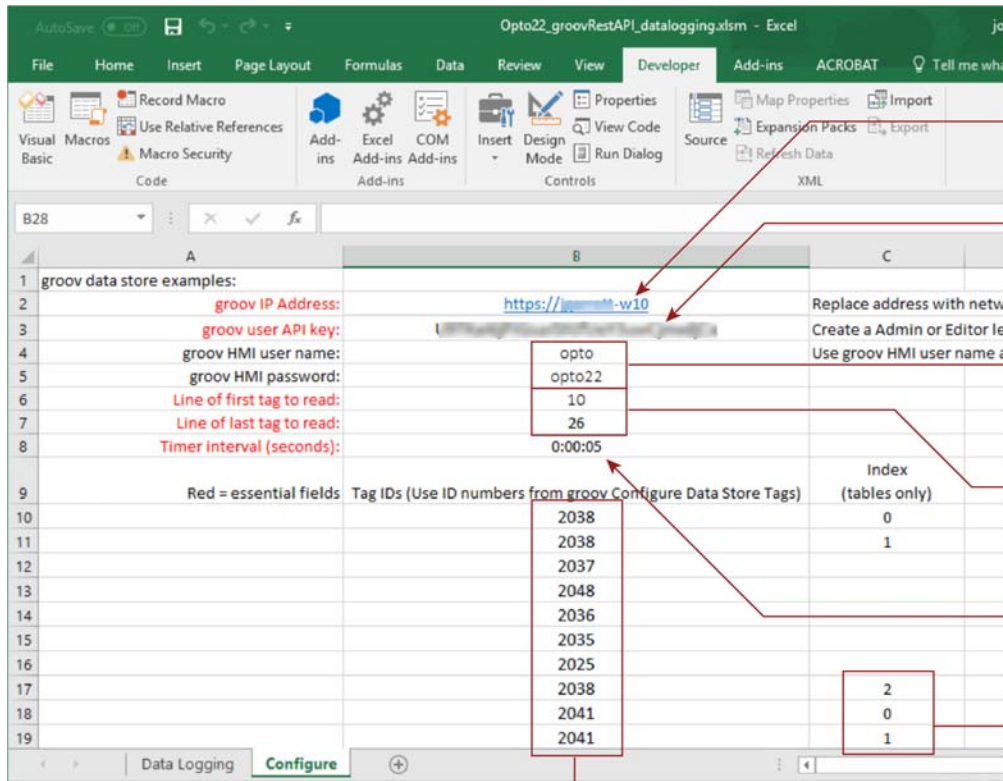 AutoSave Off Opto22_groovRestAPI_datalogging.xlsm - Excel jo
File Home Insert Page Layout Formulas Data Review View Developer Add-ins ACROBAT Tell me wha
Visual Basic
Macros
Record Macro
Use Relative References
Macro Security
Code
Add-ins
Excel Add-ins
COM Add-ins
Add-ins
Insert
Design Mode
Properties
View Code
Run Dialog
Controls
Source
Map Properties
Expansion Packs
Refresh Data
Import
Export
XML
B28 fx
A B C
1 groov data store examples:
2 groov IP Address: https:// -w10 Replace address with netw
3 groov user API key: Create a Admin or Editor le
4 groov HMI user name: opto Use groov HMI user name a
5 groov HMI password: opto22
6 Line of first tag to read: 10
7 Line of last tag to read: 26
8 Timer interval (seconds): 0:00:05
9 Red = essential fields Tag IDs (Use ID numbers from groov Configure Data Store Tags) Index (tables only)
10 2038 0
11 2038 1
12 2037
13 2048
14 2036
15 2035
16 2025
17 2038 2
18 2041 0
19 2041 1
Data Logging Configure